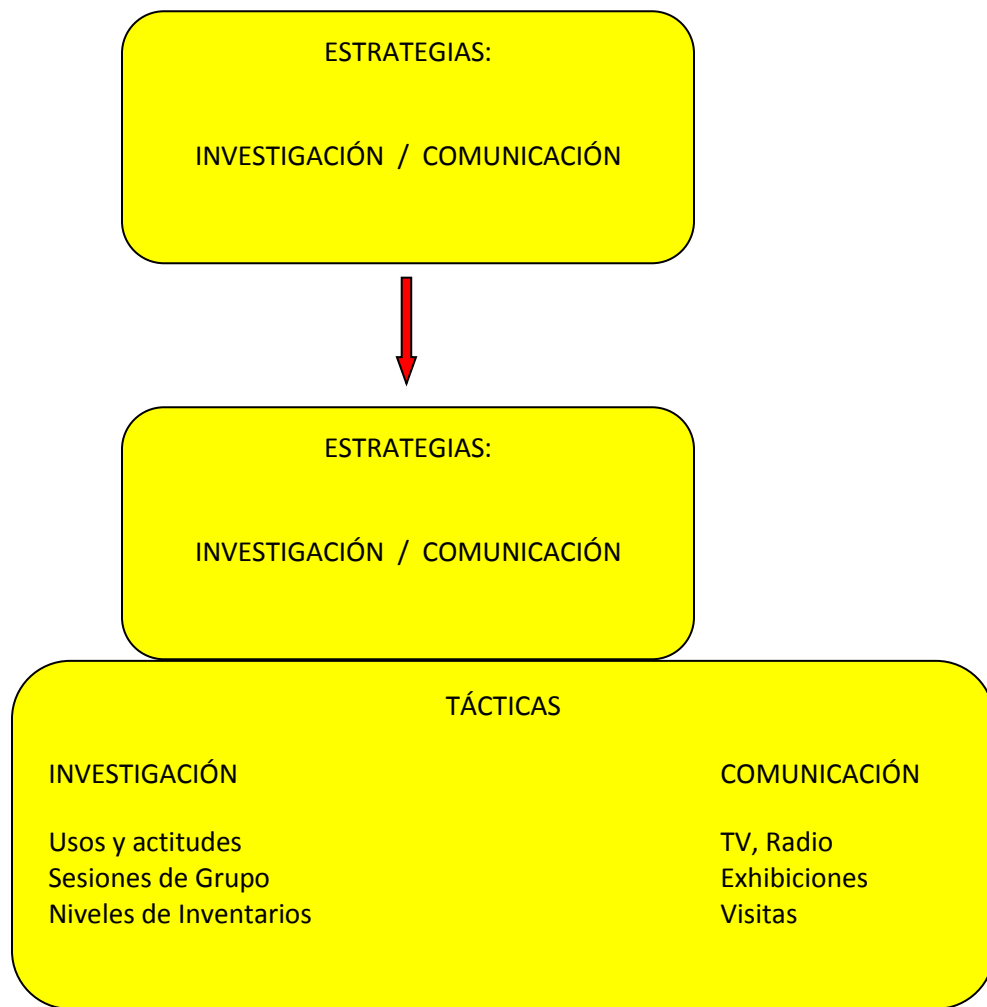 ESTRATEGIAS:
INVESTIGACIÓN / COMUNICACIÓN
ESTRATEGIAS:
INVESTIGACIÓN / COMUNICACIÓN
TÁCTICAS
INVESTIGACIÓN COMUNICACIÓN
Usos y actitudes TV, Radio
Sesiones de Grupo Exhibiciones
Niveles de Inventarios Visitas